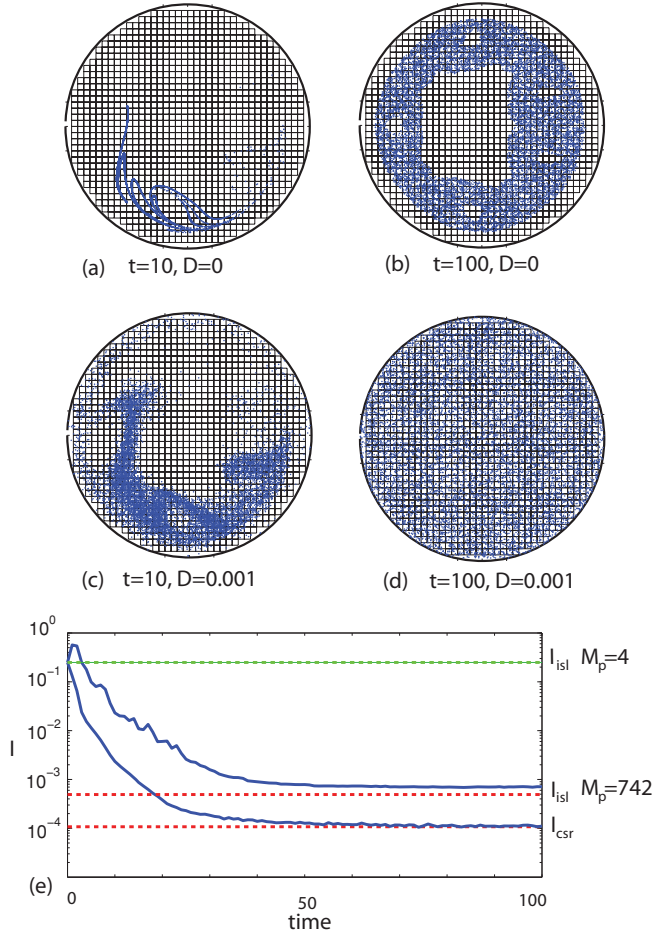 (a) t=10, D=0
(b) t=100, D=0
(c) t=10, D=0.001
(d) t=100, D=0.001
10⁰
10⁻¹
10⁻²
10⁻³
10⁻⁴
I
I_isl M_p=4
I_isl M_p=742
I_csr
(e)
0 50 100
time